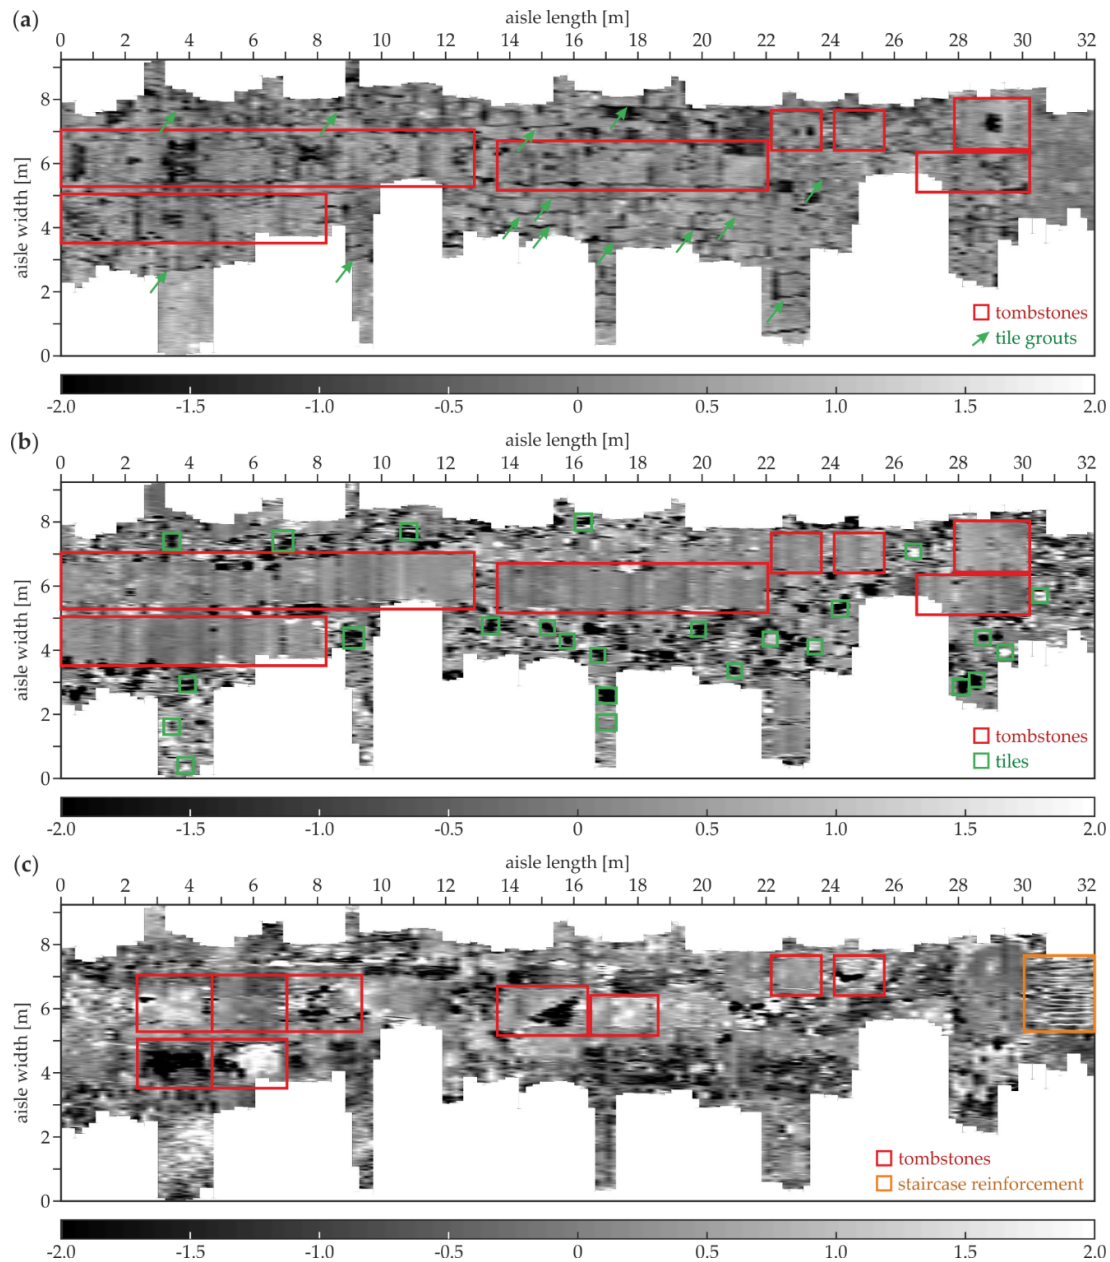 (a)
aisle length [m]
0 2 4 6 8 10 12 14 16 18 20 22 24 26 28 30 32
8
6
4
2
0
aisle width [m]
tombstones
tile grouts
-2.0 -1.5 -1.0 -0.5 0 0.5 1.0 1.5 2.0
(b)
aisle length [m]
0 2 4 6 8 10 12 14 16 18 20 22 24 26 28 30 32
8
6
4
2
0
aisle width [m]
tombstones
tiles
-2.0 -1.5 -1.0 -0.5 0 0.5 1.0 1.5 2.0
(c)
aisle length [m]
0 2 4 6 8 10 12 14 16 18 20 22 24 26 28 30 32
8
6
4
2
0
aisle width [m]
tombstones
staircase reinforcement
-2.0 -1.5 -1.0 -0.5 0 0.5 1.0 1.5 2.0